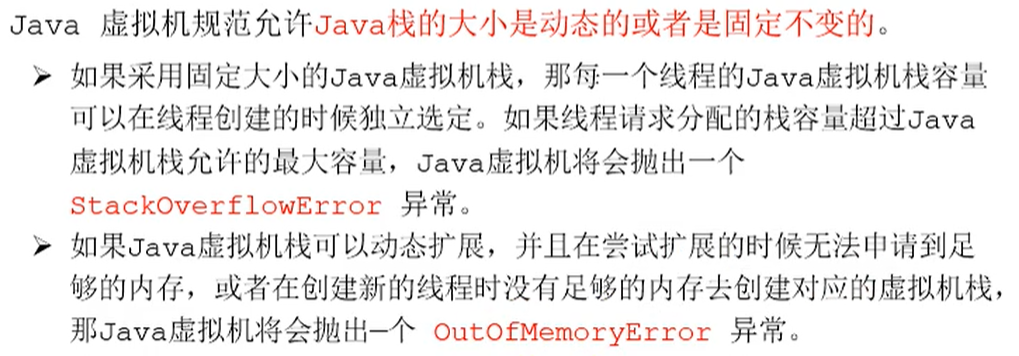 Java 虚拟机规范允许Java栈的大小是动态的或者是固定不变的。
➢ 如果采用固定大小的Java虚拟机栈，那每一个线程的Java虚拟机栈容量
可以在线程创建的时候独立选定。如果线程请求分配的栈容量超过Java
虚拟机栈允许的最大容量，Java虚拟机将会抛出一个
StackOverflowError 异常。
➢ 如果Java虚拟机栈可以动态扩展，并且在尝试扩展的时候无法申请到足
够的内存，或者在创建新的线程时没有足够的内存去创建对应的虚拟机栈，
那Java虚拟机将会抛出一个 OutOfMemoryError 异常。